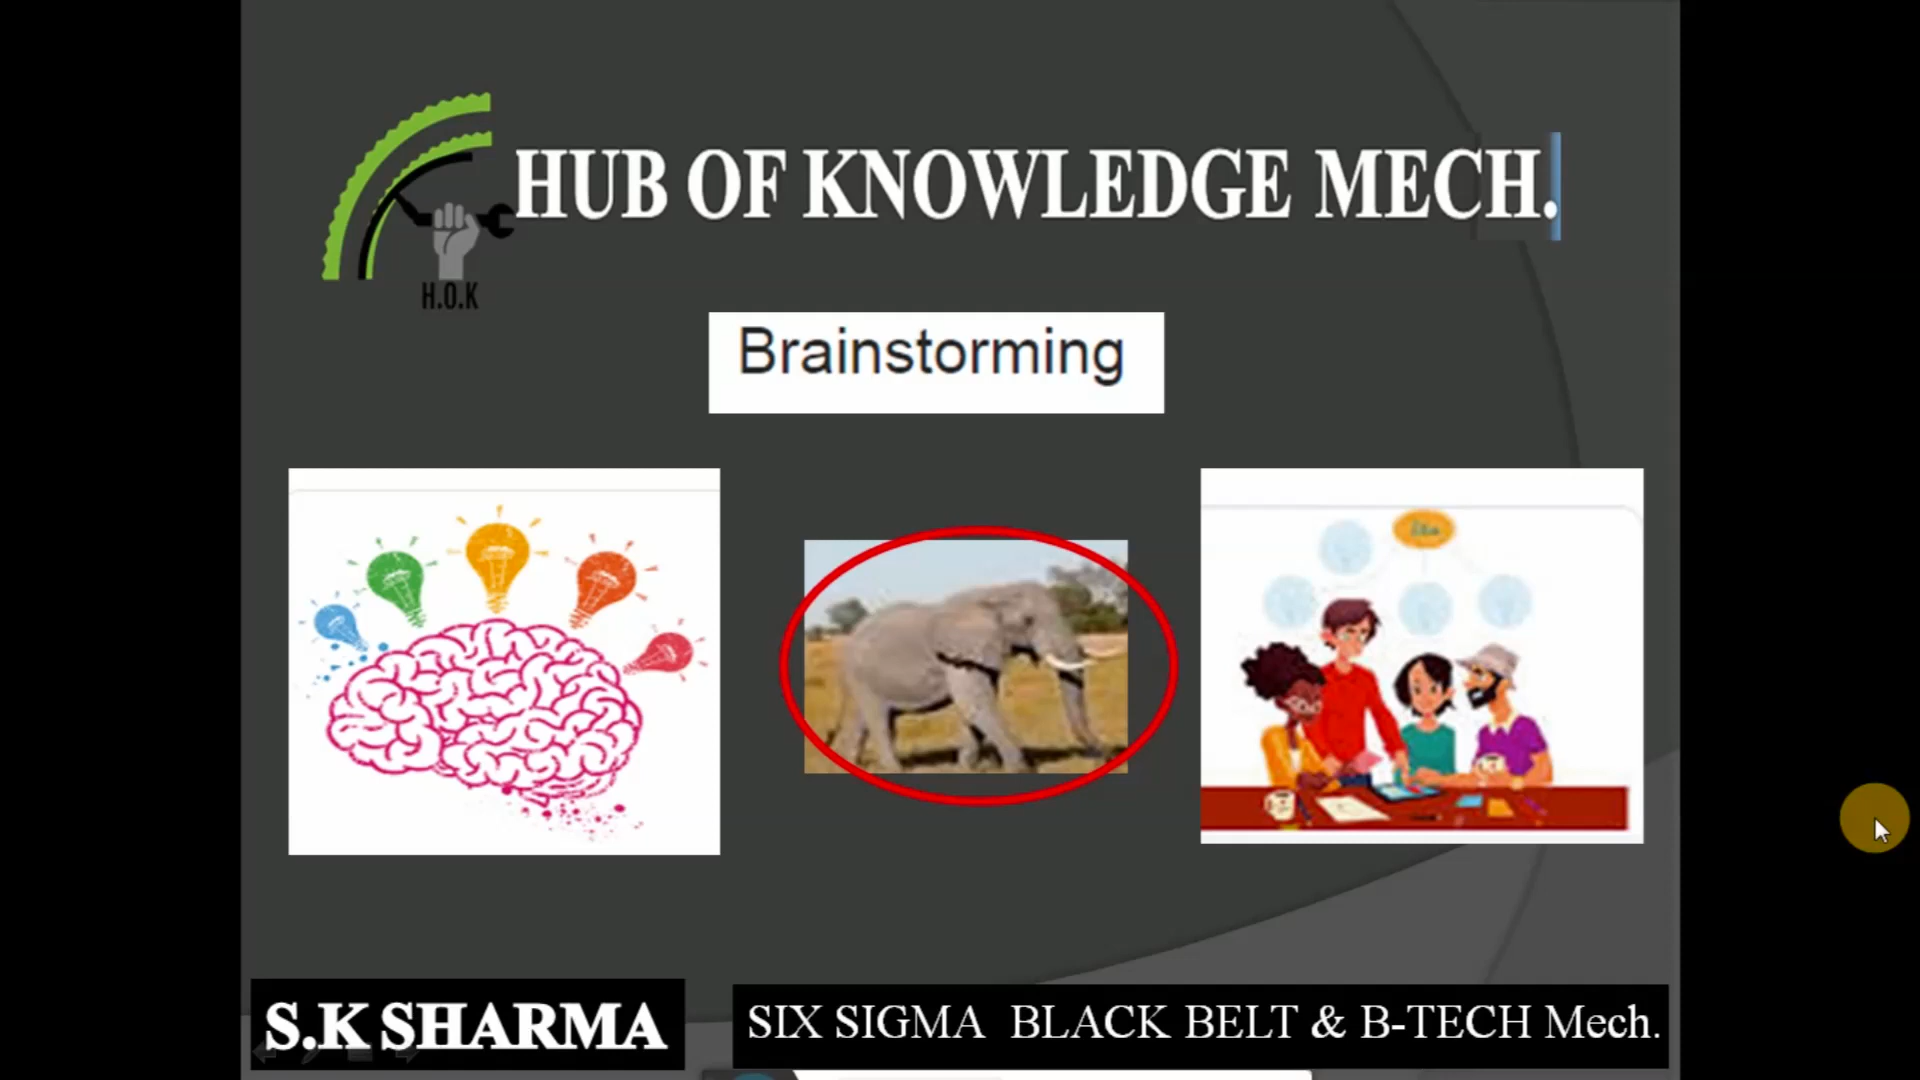 HUB OF KNOWLEDGE MECH.
H.O.K
Brainstorming
S.K SHARMA
SIX SIGMA BLACK BELT & B-TECH Mech.